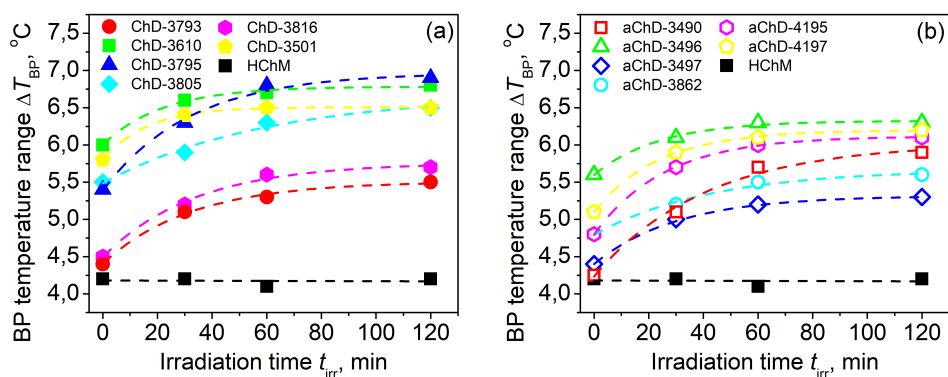 BP temperature range ΔT_BP, °C
7,5
7,0
6,5
6,0
5,5
5,0
4,5
4,0
ChD-3793
ChD-3610
ChD-3795
ChD-3805
ChD-3816
ChD-3501
HChM
(a)
0 20 40 60 80 100 120
Irradiation time t_irr, min
BP temperature range ΔT_BP, °C
7,5
7,0
6,5
6,0
5,5
5,0
4,5
4,0
aChD-3490
aChD-3496
aChD-3497
aChD-3862
aChD-4195
aChD-4197
HChM
(b)
0 20 40 60 80 100 120
Irradiation time t_irr, min